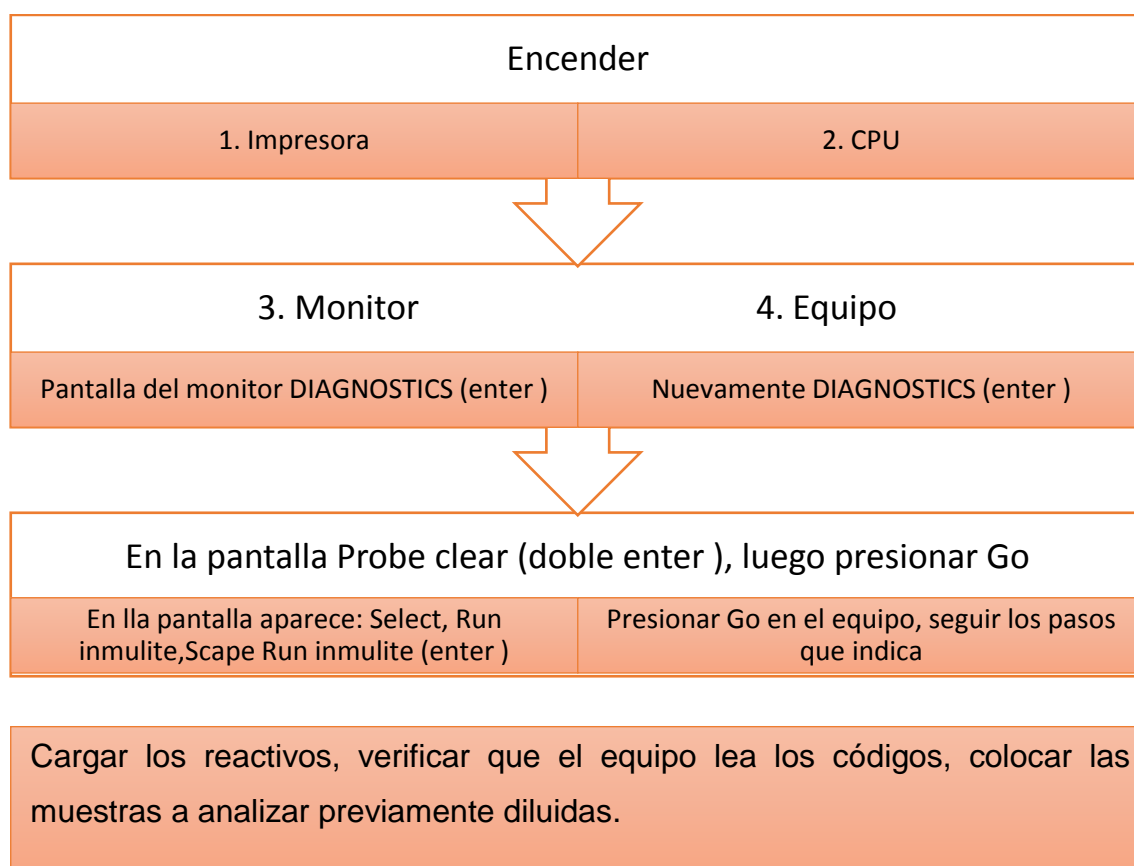 Encender
1. Impresora
2. CPU
3. Monitor
4. Equipo
Pantalla del monitor DIAGNOSTICS (enter )
Nuevamente DIAGNOSTICS (enter )
En la pantalla Probe clear (doble enter ), luego presionar Go
En lla pantalla aparece: Select, Run
inmulite,Scape Run inmulite (enter )
Presionar Go en el equipo, seguir los pasos
que indica
Cargar los reactivos, verificar que el equipo lea los códigos, colocar las
muestras a analizar previamente diluidas.